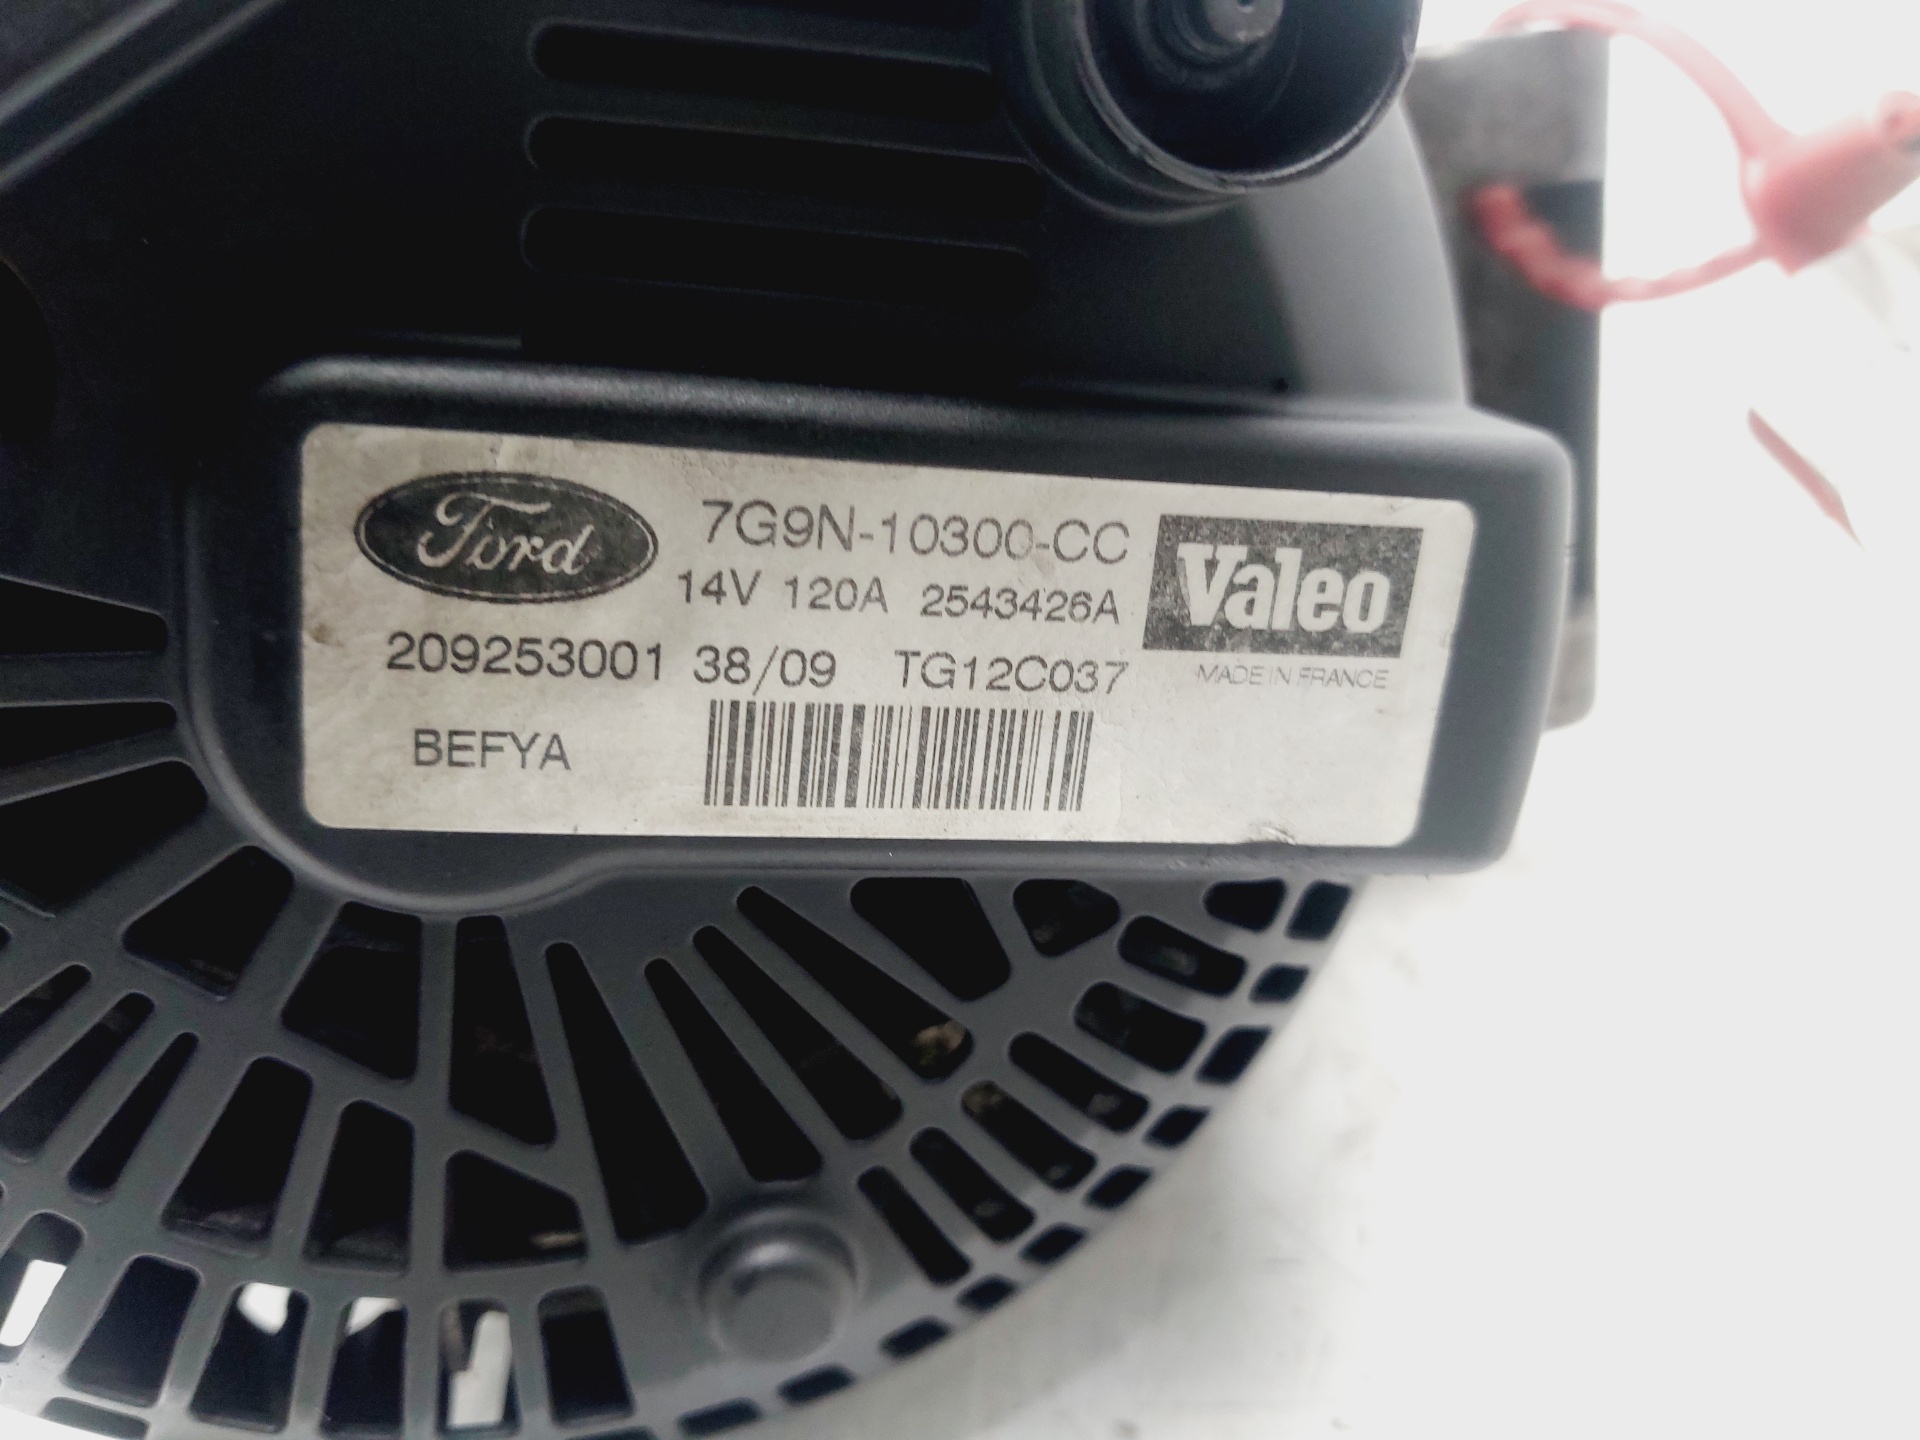 Ford 7G9N-10300-CC Valeo
14V 120A 2543426A
209253001 38/09 TG12C037 MADE IN FRANCE
BEFYA